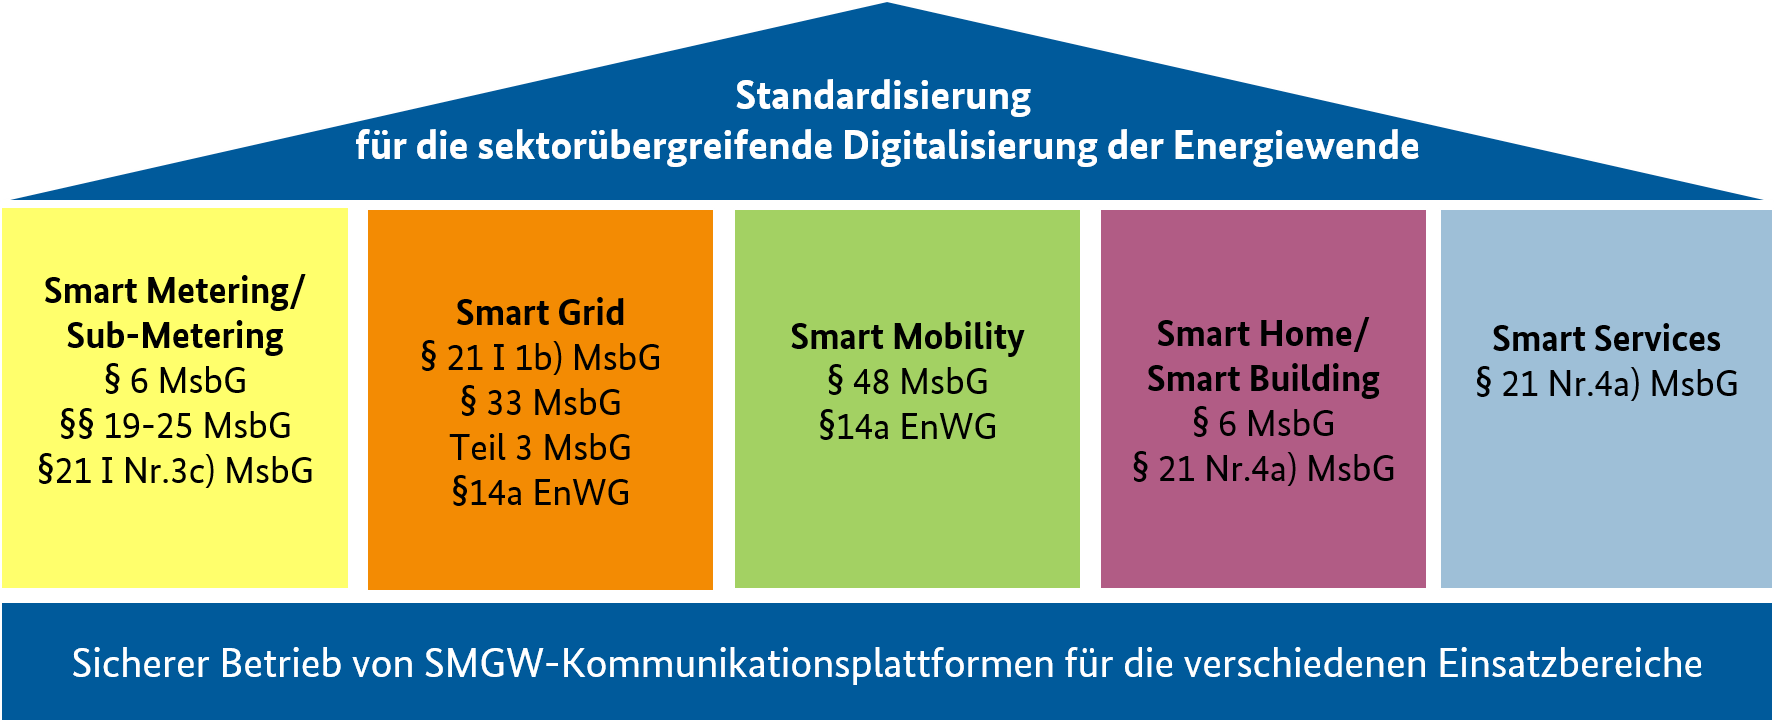 Standardisierung
für die sektorübergreifende Digitalisierung der Energiewende
Smart Metering/
Sub-Metering
§ 6 MsbG
§§ 19-25 MsbG
§21 I Nr.3c) MsbG
Smart Grid
§ 21 I 1b) MsbG
§ 33 MsbG
Teil 3 MsbG
§14a EnWG
Smart Mobility
§ 48 MsbG
§14a EnWG
Smart Home/
Smart Building
§ 6 MsbG
§ 21 Nr.4a) MsbG
Smart Services
§ 21 Nr.4a) MsbG
Sicherer Betrieb von SMGW-Kommunikationsplattformen für die verschiedenen Einsatzbereiche